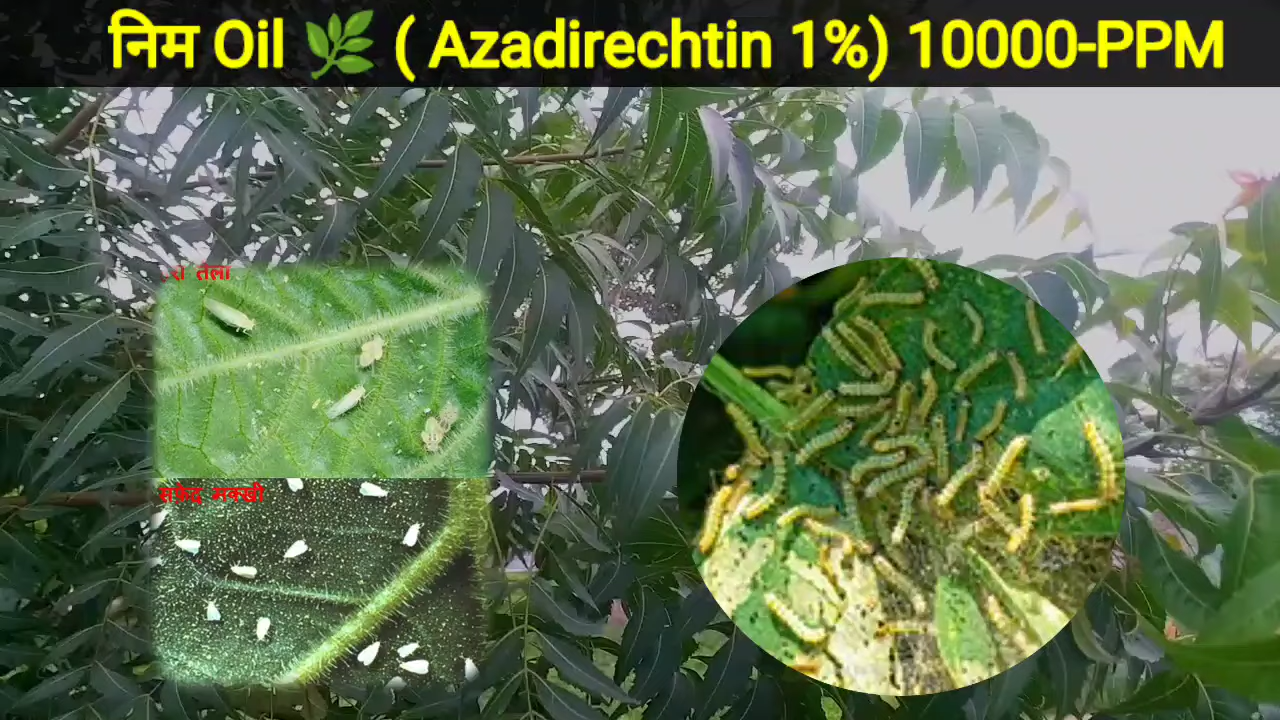 निम Oil 🌿 ( Azadirechtin 1%) 10000-PPM
तेला
सफेद मक्खी